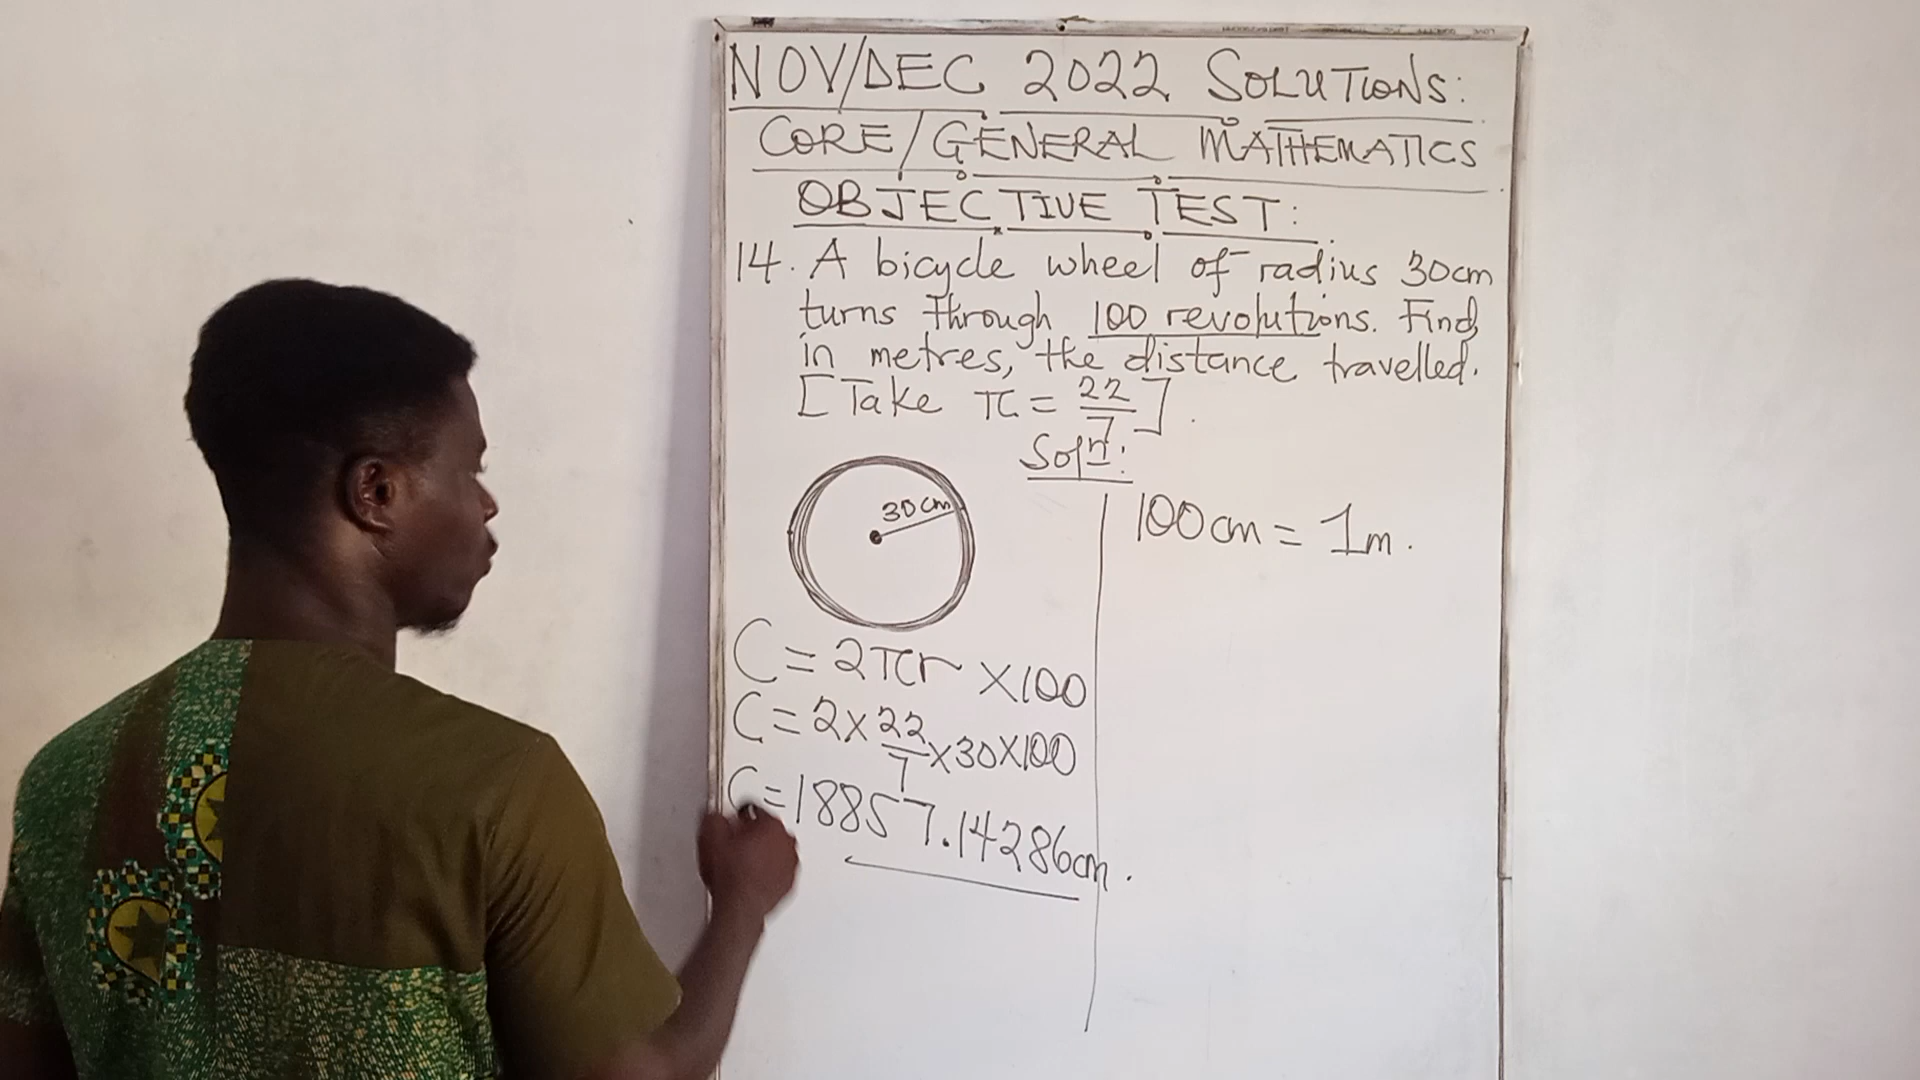 NOV/DEC 2022 SOLUTIONS:
CORE/GENERAL MATHEMATICS
OBJECTIVE TEST:
14. A bicycle wheel of radius 30cm
turns through 100 revolutions. Find,
in metres, the distance travelled.
[Take π = 22/7].
Soln:
30cm
C = 2πr ×100
C = 2×22/7×30×100
C=18857.14286cm.
100cm = 1m.